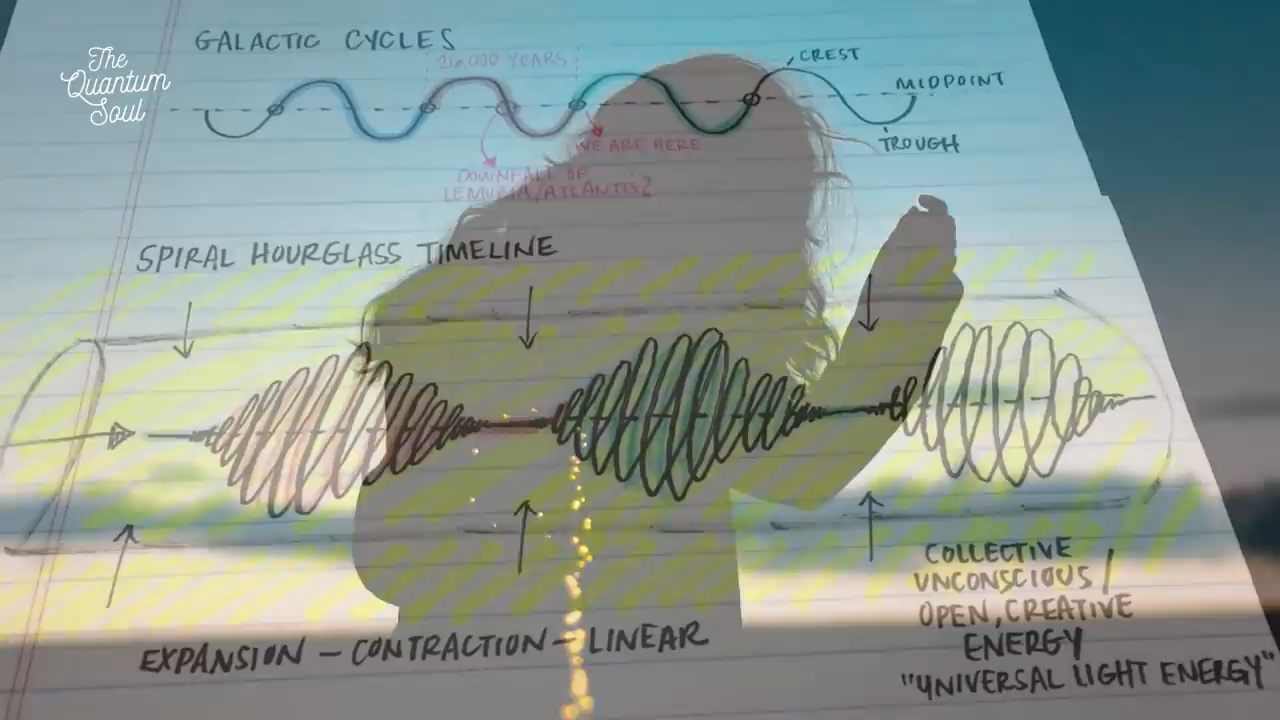 The
Quantum
Soul
GALACTIC CYCLES
26,000 YEARS
CREST
MIDPOINT
TROUGH
WE ARE HERE
DOWNFALL OF
LEMURIA/ATLANTIS?
SPIRAL HOURGLASS TIMELINE
EXPANSION – CONTRACTION – LINEAR
COLLECTIVE
UNCONSCIOUS/
OPEN, CREATIVE
ENERGY
"UNIVERSAL LIGHT ENERGY"